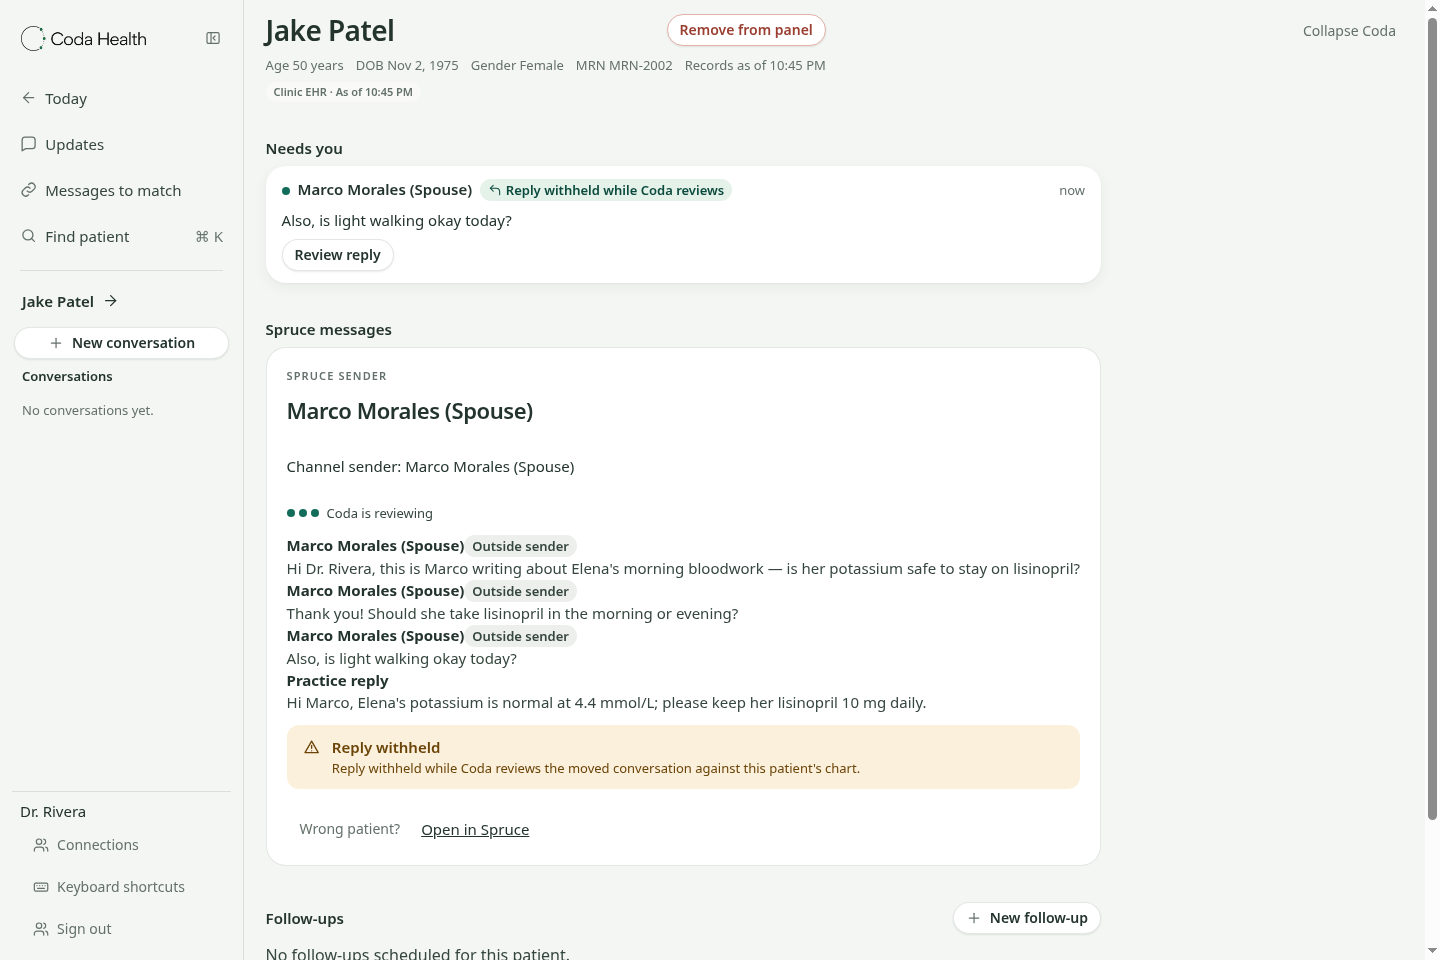 Coda Health
Today
Updates
Messages to match
Find patient ⌘ K
Jake Patel
New conversation
Conversations
No conversations yet.
Dr. Rivera
Connections
Keyboard shortcuts
Sign out
Jake Patel
Remove from panel
Collapse Coda
Age 50 years DOB Nov 2, 1975 Gender Female MRN MRN-2002 Records as of 10:45 PM
Clinic EHR · As of 10:45 PM
Needs you
Marco Morales (Spouse) Reply withheld while Coda reviews now
Also, is light walking okay today?
Review reply
Spruce messages
SPRUCE SENDER
Marco Morales (Spouse)
Channel sender: Marco Morales (Spouse)
Coda is reviewing
Marco Morales (Spouse) Outside sender
Hi Dr. Rivera, this is Marco writing about Elena's morning bloodwork — is her potassium safe to stay on lisinopril?
Marco Morales (Spouse) Outside sender
Thank you! Should she take lisinopril in the morning or evening?
Marco Morales (Spouse) Outside sender
Also, is light walking okay today?
Practice reply
Hi Marco, Elena's potassium is normal at 4.4 mmol/L; please keep her lisinopril 10 mg daily.
Reply withheld
Reply withheld while Coda reviews the moved conversation against this patient's chart.
Wrong patient? Open in Spruce
Follow-ups
New follow-up
No follow-ups scheduled for this patient.